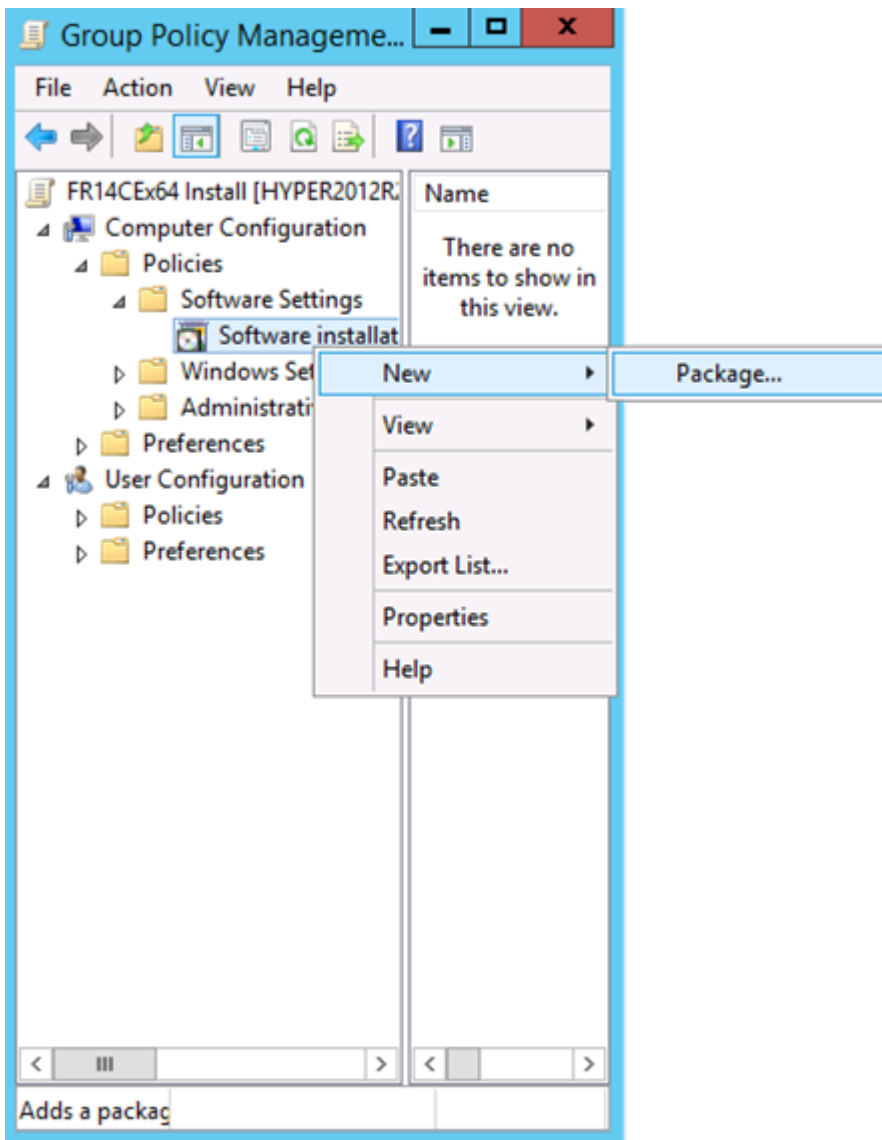 Group Policy Manageme...
File Action View Help
FR14CEx64 Install [HYPER2012R2
Name
Computer Configuration
There are no
items to show in
this view.
Policies
Software Settings
Software installat
Windows Set
Administrati
Preferences
User Configuration
Policies
Preferences
New
Package...
View
Paste
Refresh
Export List...
Properties
Help
Adds a packag